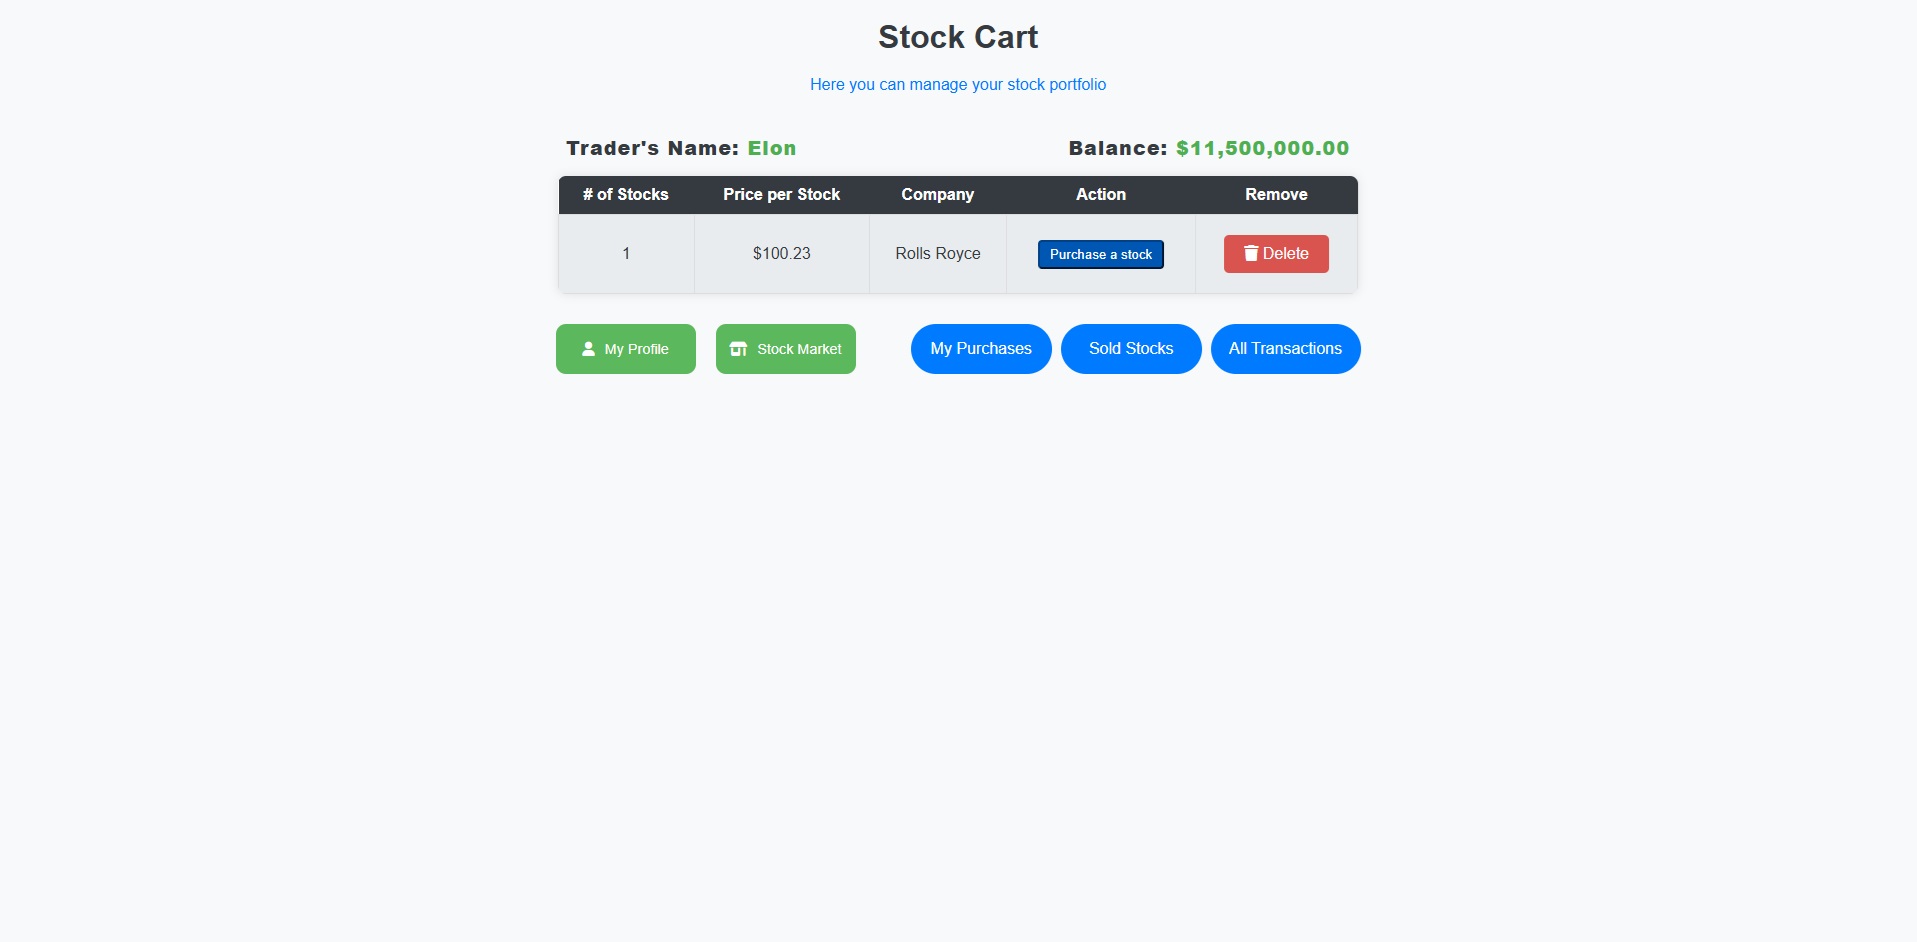 Stock Cart
Here you can manage your stock portfolio
Trader's Name: Elon Balance: $11,500,000.00
# of Stocks Price per Stock Company Action Remove
1 $100.23 Rolls Royce Purchase a stock Delete
My Profile Stock Market My Purchases Sold Stocks All Transactions